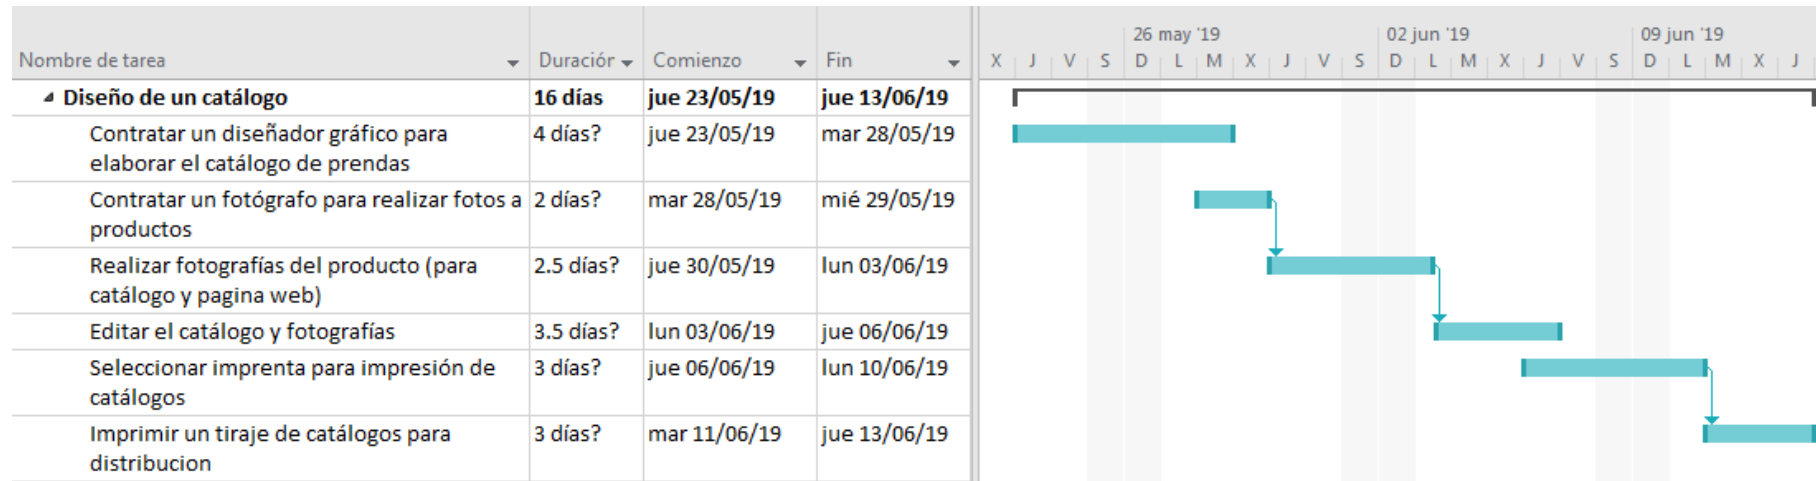 26 may '19 02 jun '19 09 jun '19
Nombre de tarea Duración Comienzo Fin X J V S D L M X J V S D L M X J V S D L M X J
Diseño de un catálogo 16 días jue 23/05/19 jue 13/06/19
Contratar un diseñador gráfico para 4 días? jue 23/05/19 mar 28/05/19
elaborar el catálogo de prendas
Contratar un fotógrafo para realizar fotos a 2 días? mar 28/05/19 mié 29/05/19
productos
Realizar fotografías del producto (para 2.5 días? jue 30/05/19 lun 03/06/19
catálogo y pagina web)
Editar el catálogo y fotografías 3.5 días? lun 03/06/19 jue 06/06/19
Seleccionar imprenta para impresión de 3 días? jue 06/06/19 lun 10/06/19
catálogos
Imprimir un tiraje de catálogos para 3 días? mar 11/06/19 jue 13/06/19
distribucion